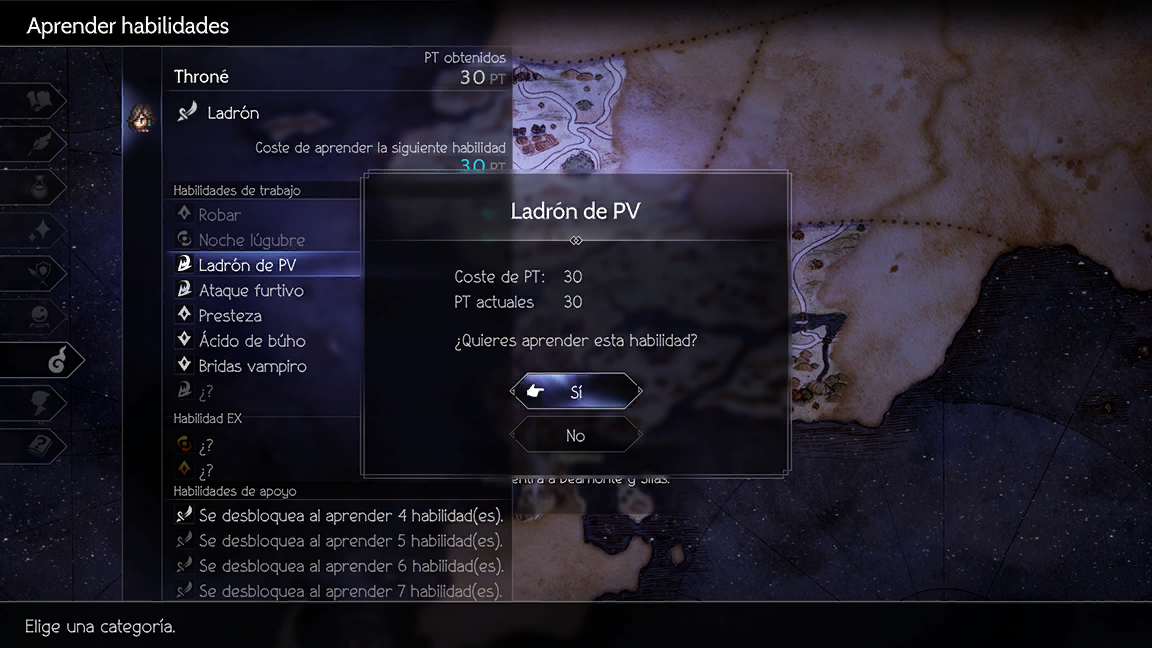 Aprender habilidades
PT obtenidos
Throné
30 PT
Ladrón
Coste de aprender la siguiente habilidad
30 PT
Habilidades de trabajo
Robar
Noche lúgubre
Ladrón de PV
Ataque furtivo
Presteza
Ácido de búho
Bridas vampiro
¿?
Habilidad EX
¿?
¿?
Habilidades de apoyo
Se desbloquea al aprender 4 habilidad(es).
Se desbloquea al aprender 5 habilidad(es).
Se desbloquea al aprender 6 habilidad(es).
Se desbloquea al aprender 7 habilidad(es).
Ladrón de PV
Coste de PT: 30
PT actuales 30
¿Quieres aprender esta habilidad?
Sí
No
Elige una categoría.